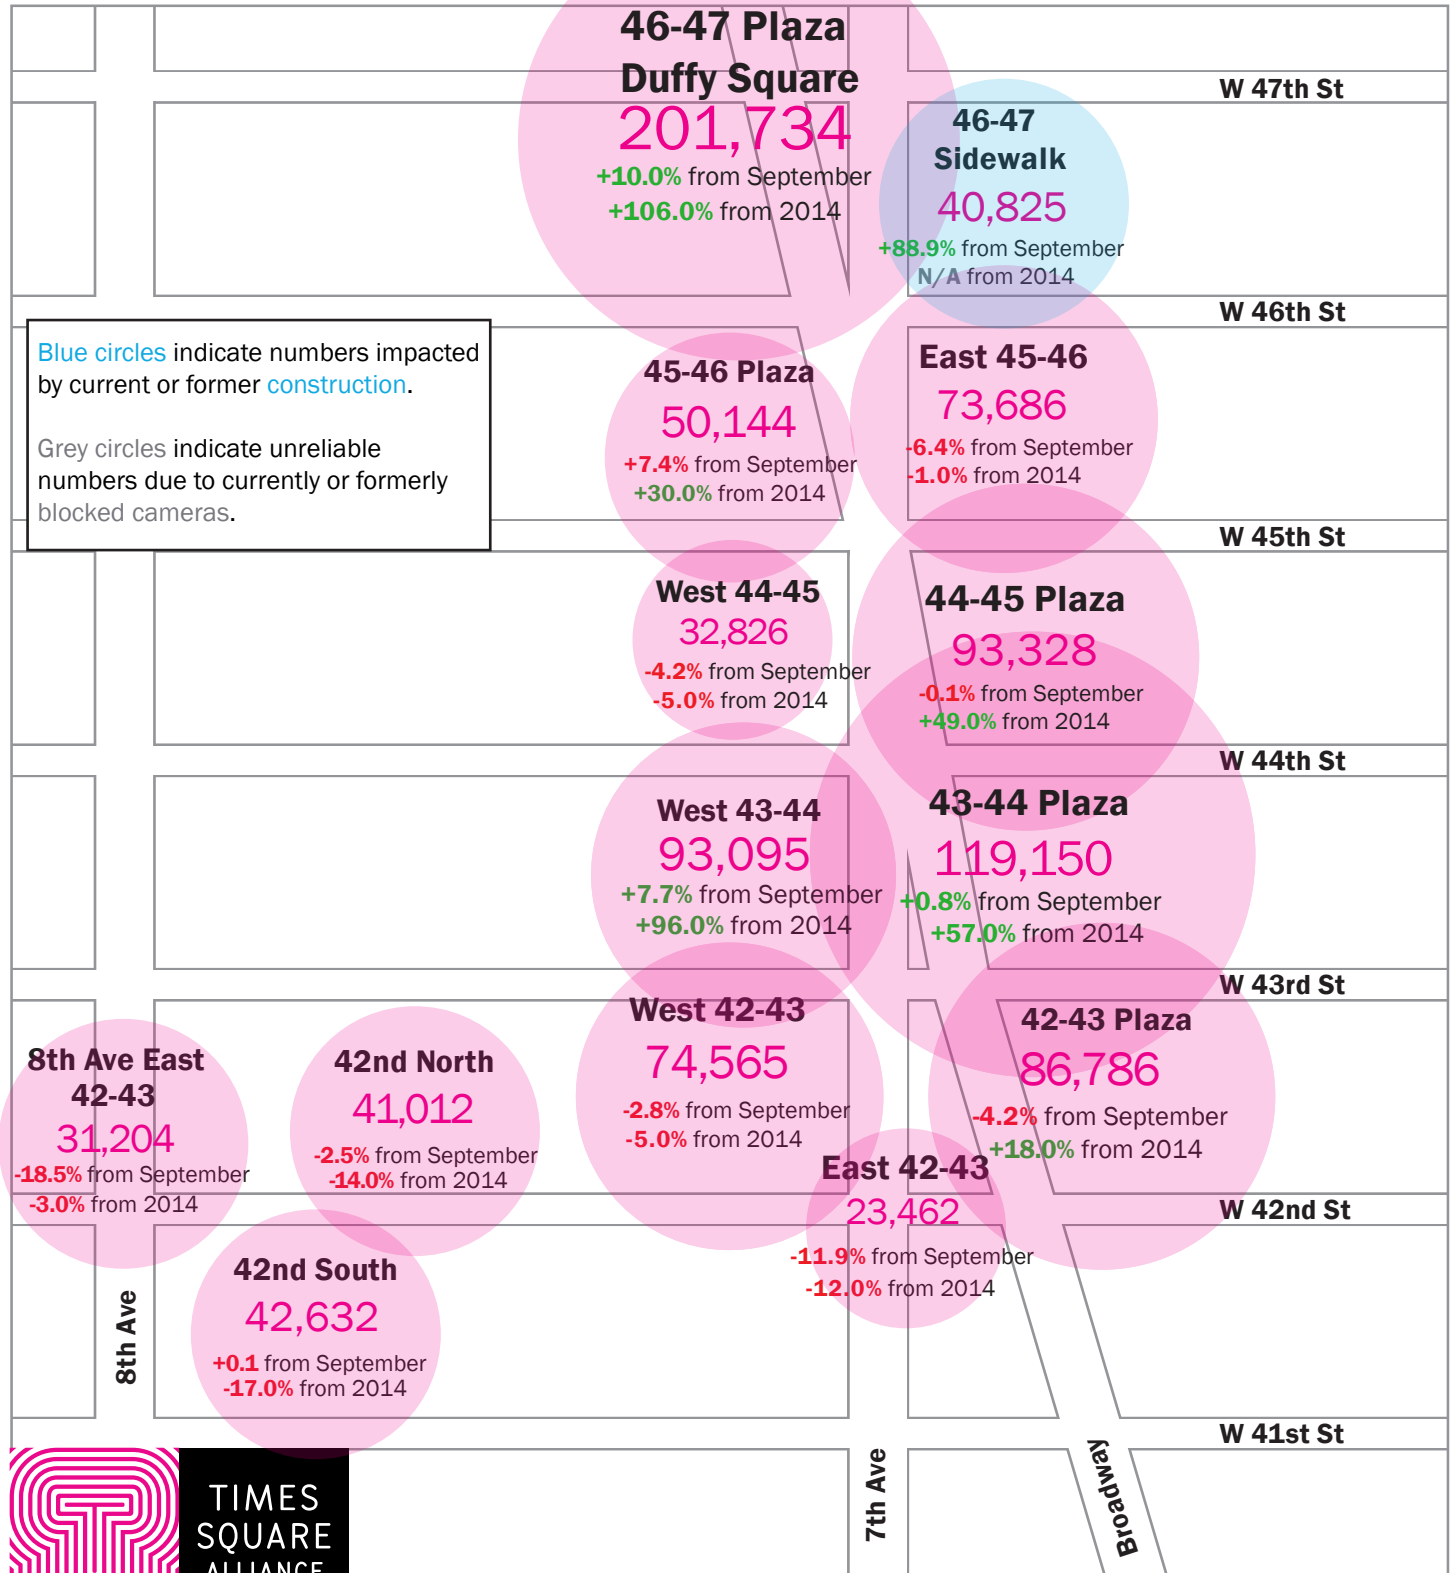 46-47 Plaza
Duffy Square
201,734
+10.0% from September
+106.0% from 2014
W 47th St
46-47
Sidewalk
40,825
+88.9% from September
N/A from 2014
W 46th St
Blue circles indicate numbers impacted
by current or former construction.
Grey circles indicate unreliable
numbers due to currently or formerly
blocked cameras.
45-46 Plaza
50,144
+7.4% from September
+30.0% from 2014
East 45-46
73,686
-6.4% from September
-1.0% from 2014
W 45th St
West 44-45
32,826
-4.2% from September
-5.0% from 2014
44-45 Plaza
93,328
-0.1% from September
+49.0% from 2014
W 44th St
West 43-44
93,095
+7.7% from September
+96.0% from 2014
43-44 Plaza
119,150
+0.8% from September
+57.0% from 2014
W 43rd St
8th Ave East
42-43
31,204
-18.5% from September
-3.0% from 2014
42nd North
41,012
-2.5% from September
-14.0% from 2014
West 42-43
74,565
-2.8% from September
-5.0% from 2014
42-43 Plaza
86,786
-4.2% from September
+18.0% from 2014
East 42-43
23,462
-11.9% from September
-12.0% from 2014
W 42nd St
42nd South
42,632
+0.1 from September
-17.0% from 2014
8th Ave
W 41st St
7th Ave
Broadway
TIMES
SQUARE
ALLIANCE